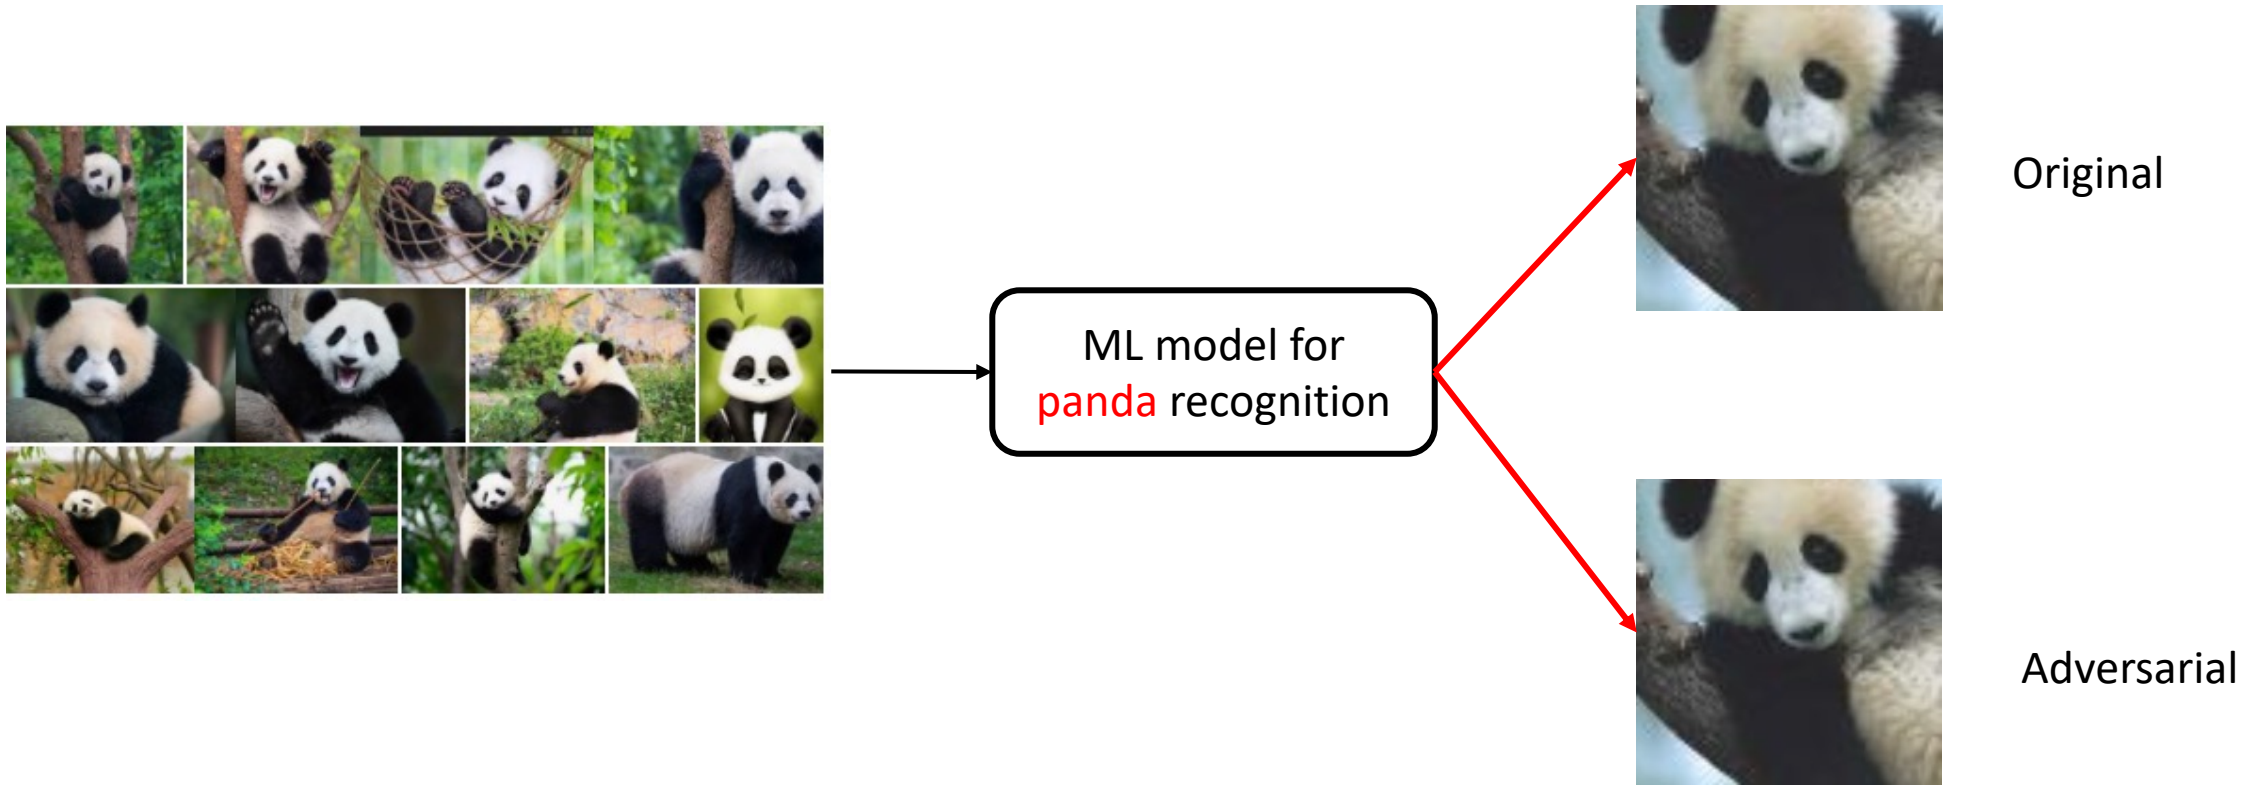 Original
ML model for
panda recognition
Adversarial